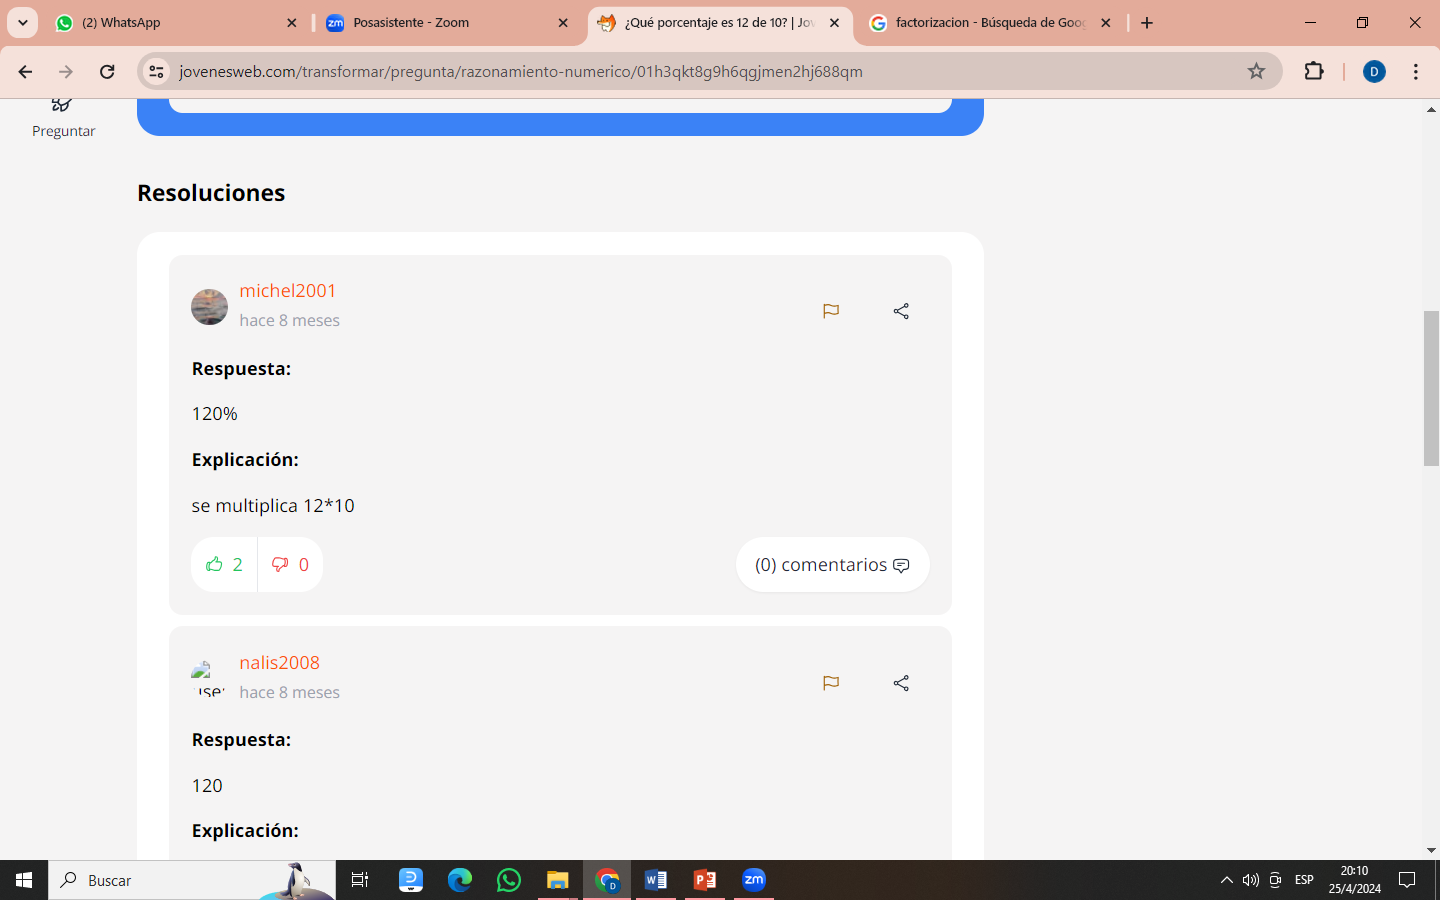 (2) WhatsApp
Posasistente - Zoom
¿Qué porcentaje es 12 de 10? | Jov
factorizacion - Búsqueda de Goog
jovenesweb.com/transformar/pregunta/razonamiento-numerico/01h3qkt8g9h6qgjmen2hj688qm
D
Preguntar
Resoluciones
michel2001
hace 8 meses
Respuesta:
120%
Explicación:
se multiplica 12*10
2
0
(0) comentarios
nalis2008
user
hace 8 meses
Respuesta:
120
Explicación:
Buscar
ESP
20:10
25/4/2024